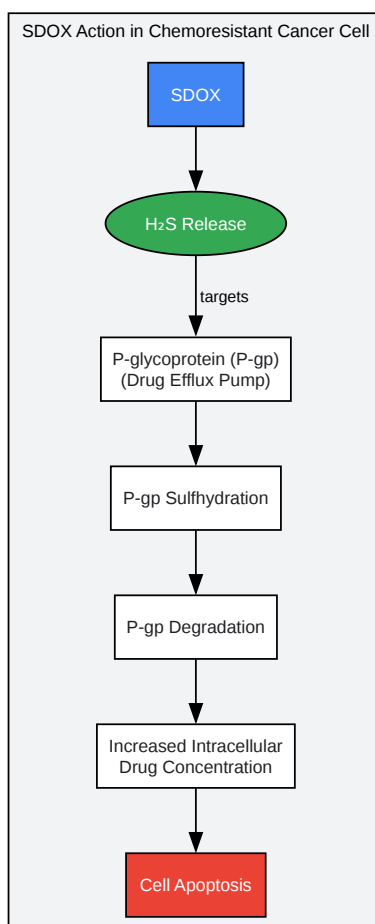 SDOX Action in Chemoresistant Cancer Cell
SDOX
H₂S Release
targets
P-glycoprotein (P-gp)
(Drug Efflux Pump)
P-gp Sulfhydration
P-gp Degradation
Increased Intracellular
Drug Concentration
Cell Apoptosis